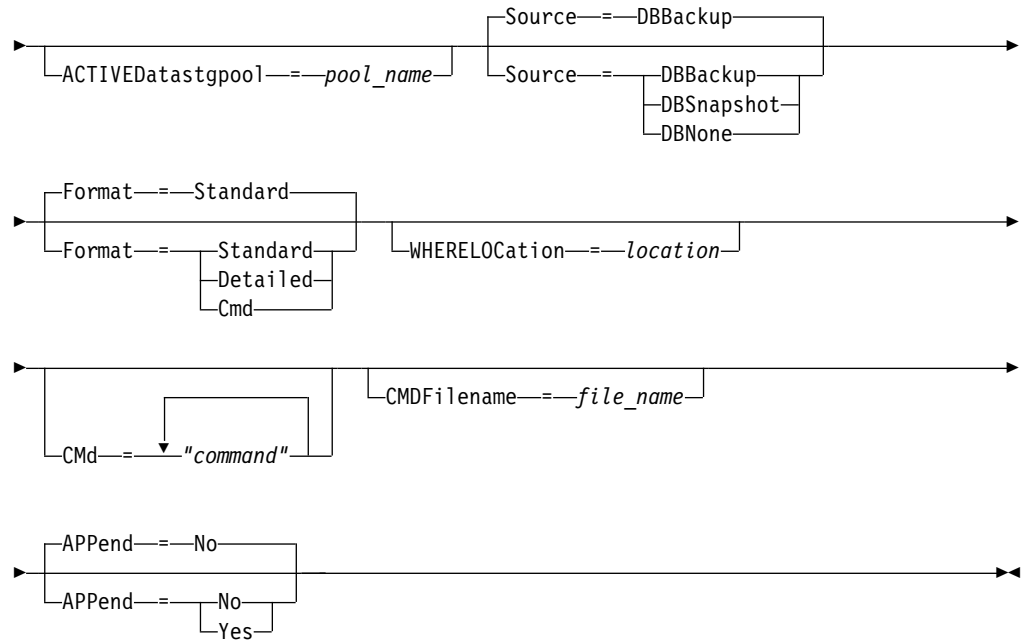 Source = DBBackup
ACTIVEDatastgpool = pool_name Source = DBBackup
DBSnapshot
DBNone
Format = Standard
Format = Standard WHERELOCation = location
Detailed
Cmd
CMDFilename = file_name
CMd = "command"
APPend = No
APPend = No
Yes